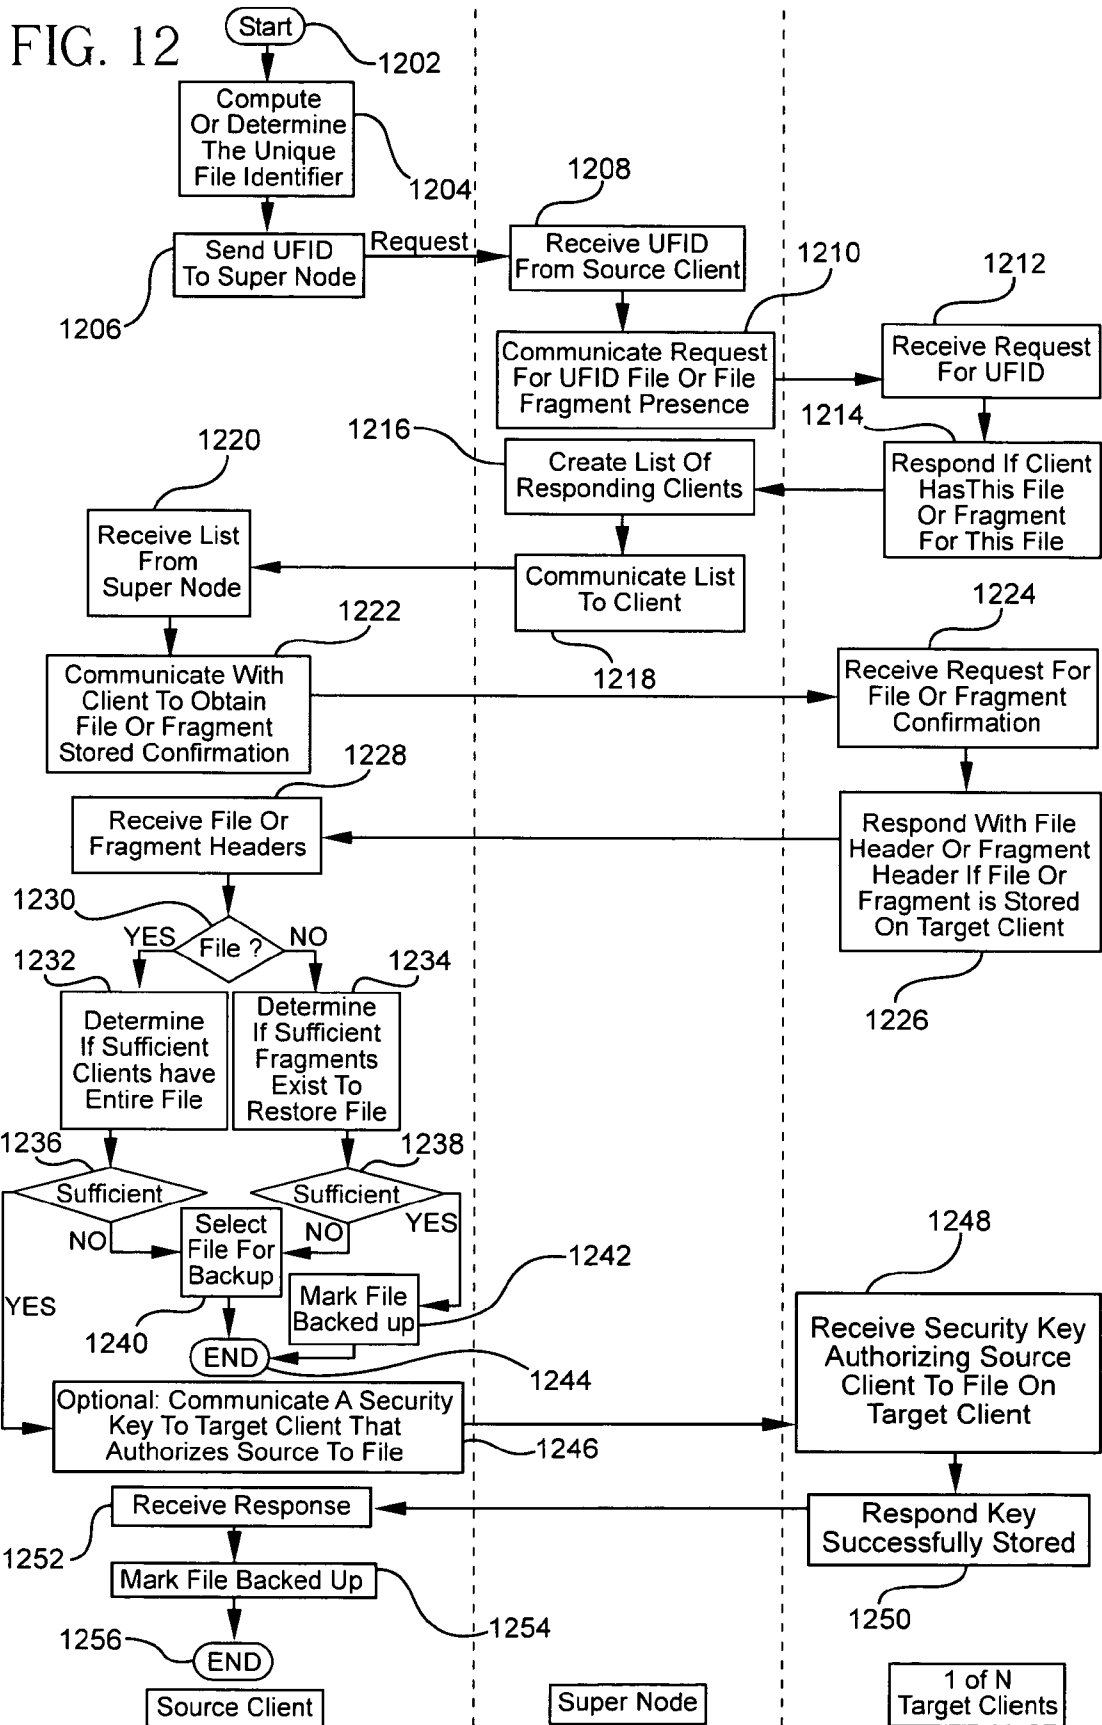 FIG. 12
Start
1202
Compute
Or Determine
The Unique
File Identifier
1204
1208
Send UFID
To Super Node
Request
Receive UFID
From Source Client
1210
1212
1206
Communicate Request
For UFID File Or File
Fragment Presence
Receive Request
For UFID
1214
1216
1220
Create List Of
Responding Clients
Respond If Client
HasThis File
Or Fragment
For This File
Receive List
From
Super Node
Communicate List
To Client
1218
1222
1224
Communicate With
Client To Obtain
File Or Fragment
Stored Confirmation
Receive Request For
File Or Fragment
Confirmation
1228
Receive File Or
Fragment Headers
Respond With File
Header Or Fragment
Header If File Or
Fragment is Stored
On Target Client
1226
1230
YES
File ?
NO
1232
1234
Determine
If Sufficient
Clients have
Entire File
Determine
If Sufficient
Fragments
Exist To
Restore File
1236
1238
Sufficient
Sufficient
NO
Select
File For
Backup
NO
YES
1248
1242
YES
1240
Mark File
Backed up
END
1244
Receive Security Key
Authorizing Source
Client To File On
Target Client
Optional: Communicate A Security
Key To Target Client That
Authorizes Source To File
1246
Receive Response
1252
Respond Key
Successfully Stored
1250
Mark File Backed Up
1254
1256
END
Source Client
Super Node
1 of N
Target Clients